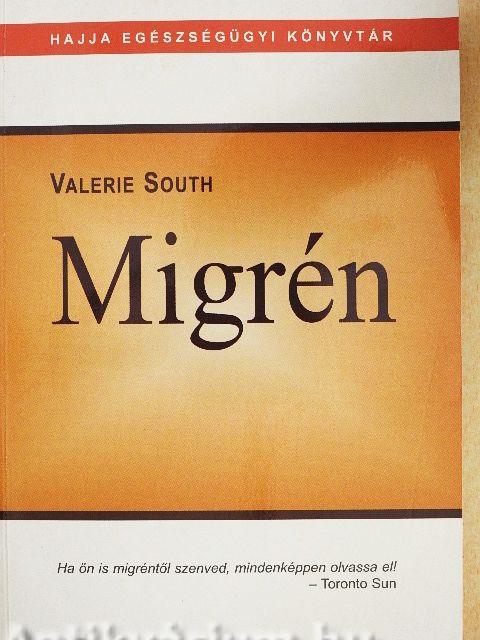 HAJJA EGÉSZSÉGÜGYI KÖNYVTÁR
VALERIE SOUTH
Migrén
Ha ön is migréntől szenved, mindenképpen olvassa el!
– Toronto Sun